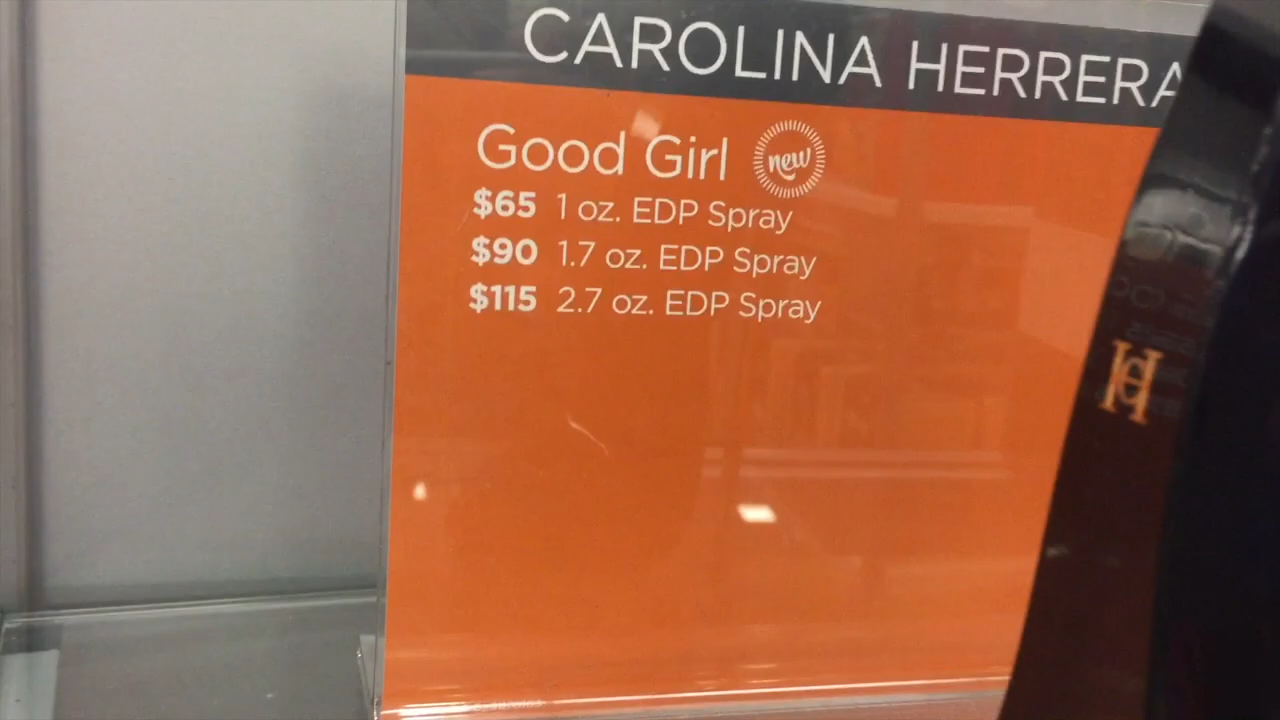 CAROLINA HERRERA
Good Girl new
$65 1 oz. EDP Spray
$90 1.7 oz. EDP Spray
$115 2.7 oz. EDP Spray
CH